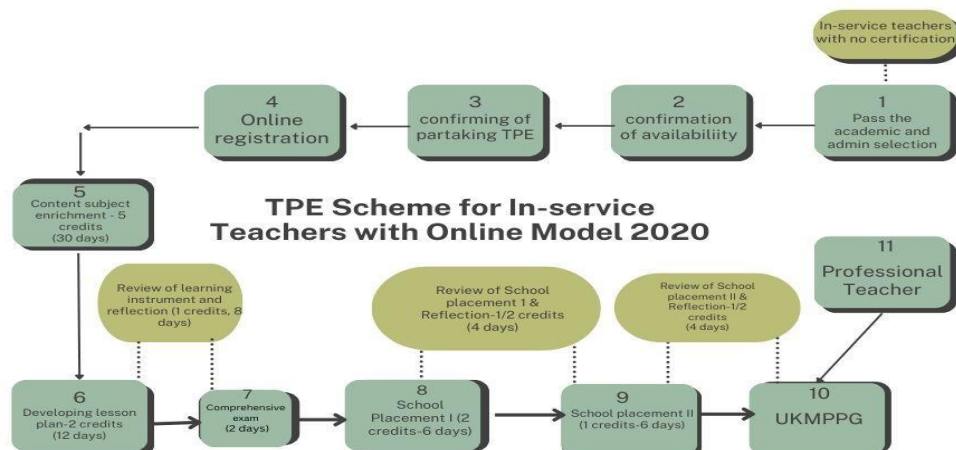 In-service teachers
with no certification
1
Pass the
academic and
admin selection
2
confirmation
of availabiliity
3
confirming of
partaking TPE
4
Online
registration
5
Content subject
enrichment - 5
credits
(30 days)
TPE Scheme for In-service
Teachers with Online Model 2020
11
Professional
Teacher
Review of learning
instrument and
reflection (1 credits, 8
days)
Review of School
placement 1 &
Reflection-1/2 credits
(4 days)
Review of School
placement II &
Reflection-1/2
credits
(4 days)
6
Developing lesson
plan-2 credits
(12 days)
7
Comprehensive
exam
(2 days)
8
School
Placement I (2
credits-6 days)
9
School placement II
(1 credits-6 days)
10
UKMPPG